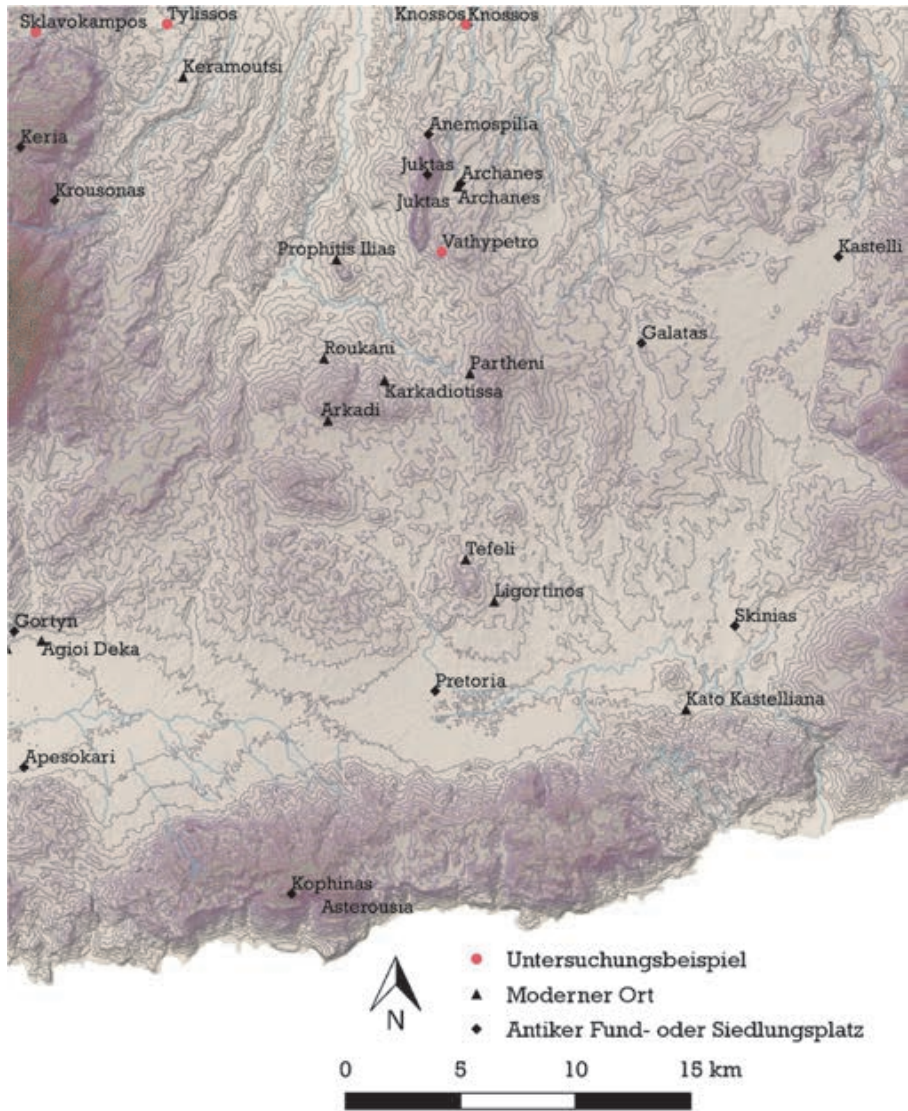 Sklavokampos
Tylissos
Knossos
Knossos
Keramoutsi
Anemospilia
Keria
Juktas
Archanes
Krousonas
Juktas
Archanes
Prophitis Ilias
Vathypetro
Kastelli
Roukani
Partheni
Galatas
Karkadiotissa
Arkadi
Tefeli
Ligortinos
Gortyn
Skinias
Agioi Deka
Pretoria
Kato Kastelliana
Apesokari
Kophinas
Asterousia
N
Untersuchungsbeispiel
Moderner Ort
Antiker Fund- oder Siedlungsplatz
0 5 10 15 km